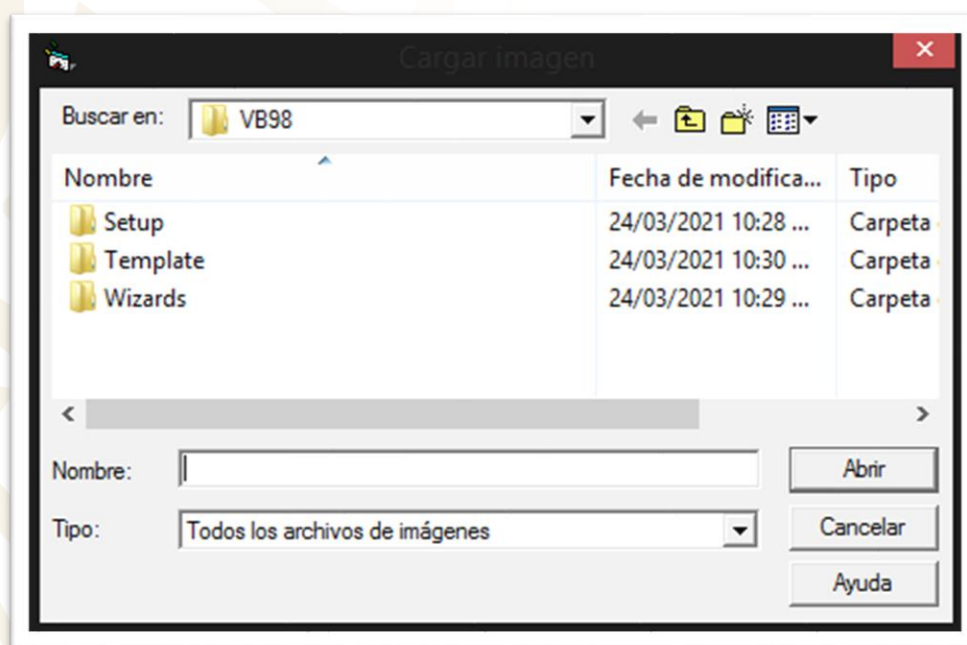 Cargar imagen
Buscar en: VB98
Nombre Fecha de modifica... Tipo
Setup 24/03/2021 10:28 ... Carpeta
Template 24/03/2021 10:30 ... Carpeta
Wizards 24/03/2021 10:29 ... Carpeta
Nombre: Abrir
Tipo: Todos los archivos de imágenes Cancelar
Ayuda